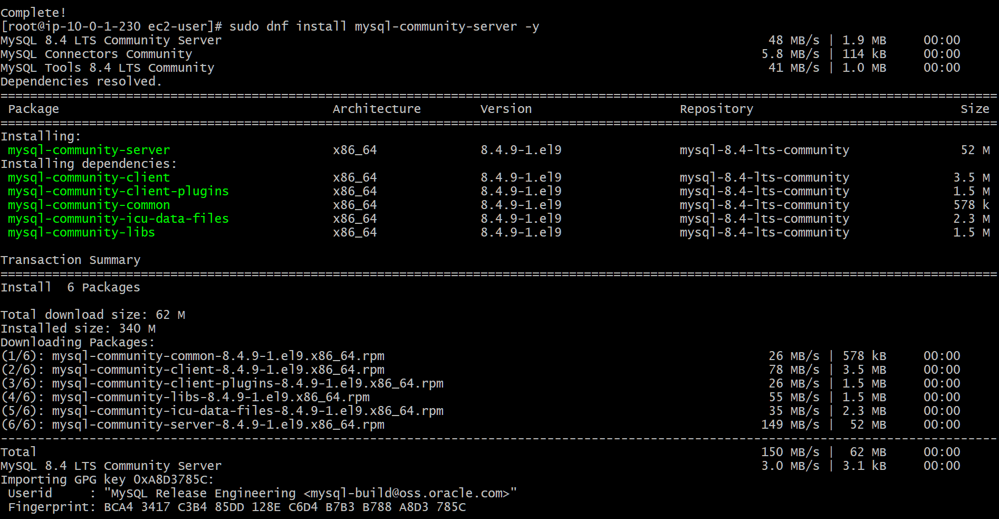 Complete!
[root@ip-10-0-1-230 ec2-user]# sudo dnf install mysql-community-server -y
MySQL 8.4 LTS Community Server 48 MB/s | 1.9 MB 00:00
MySQL Connectors Community 5.8 MB/s | 114 kB 00:00
MySQL Tools 8.4 LTS Community 41 MB/s | 1.0 MB 00:00
Dependencies resolved.
=======================================================================================================================================
Package Architecture Version Repository Size
=======================================================================================================================================
Installing:
mysql-community-server x86_64 8.4.9-1.el9 mysql-8.4-lts-community 52 M
Installing dependencies:
mysql-community-client x86_64 8.4.9-1.el9 mysql-8.4-lts-community 3.5 M
mysql-community-client-plugins x86_64 8.4.9-1.el9 mysql-8.4-lts-community 1.5 M
mysql-community-common x86_64 8.4.9-1.el9 mysql-8.4-lts-community 578 k
mysql-community-icu-data-files x86_64 8.4.9-1.el9 mysql-8.4-lts-community 2.3 M
mysql-community-libs x86_64 8.4.9-1.el9 mysql-8.4-lts-community 1.5 M
Transaction Summary
=======================================================================================================================================
Install  6 Packages
Total download size: 62 M
Installed size: 340 M
Downloading Packages:
(1/6): mysql-community-common-8.4.9-1.el9.x86_64.rpm 26 MB/s | 578 kB 00:00
(2/6): mysql-community-client-8.4.9-1.el9.x86_64.rpm 78 MB/s | 3.5 MB 00:00
(3/6): mysql-community-client-plugins-8.4.9-1.el9.x86_64.rpm 26 MB/s | 1.5 MB 00:00
(4/6): mysql-community-libs-8.4.9-1.el9.x86_64.rpm 55 MB/s | 1.5 MB 00:00
(5/6): mysql-community-icu-data-files-8.4.9-1.el9.x86_64.rpm 35 MB/s | 2.3 MB 00:00
(6/6): mysql-community-server-8.4.9-1.el9.x86_64.rpm 149 MB/s |  52 MB 00:00
---------------------------------------------------------------------------------------------------------------------------------------
Total 150 MB/s |  62 MB 00:00
MySQL 8.4 LTS Community Server 3.0 MB/s | 3.1 kB 00:00
Importing GPG key 0xA8D3785C:
Userid     : "MySQL Release Engineering <mysql-build@oss.oracle.com>"
Fingerprint: BCA4 3417 C3B4 85DD 128E C6D4 B7B3 B788 A8D3 785C